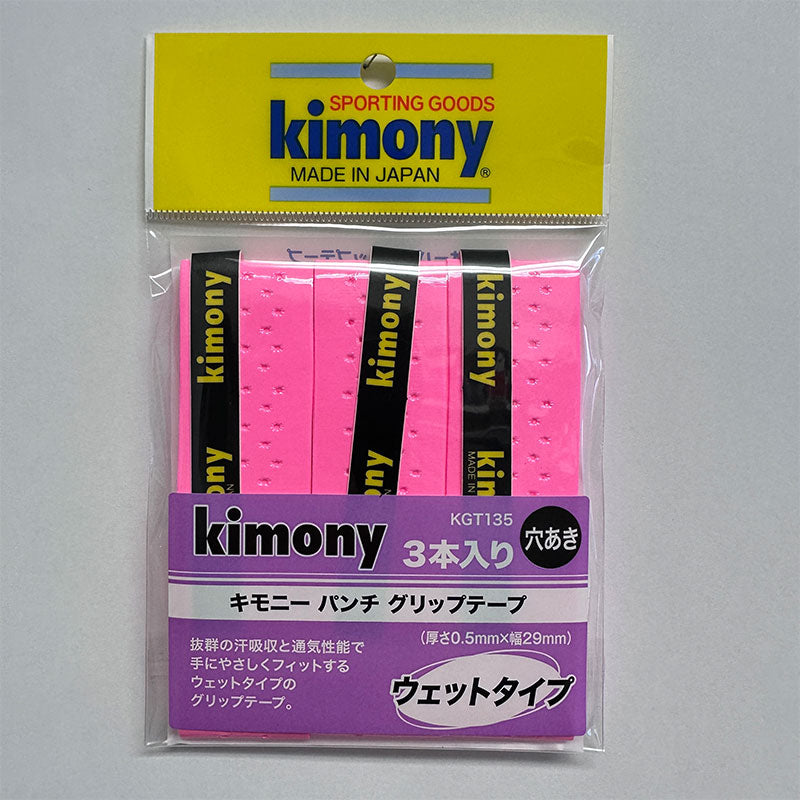 SPORTING GOODS
kimony
MADE IN JAPAN ®
kimony
kimony
kimony
kimony
kimony
kimony
MADE IN
kimony
KGT135
3本入り
穴あき
キモニー パンチ グリップテープ
(厚さ0.5mm×幅29mm)
抜群の汗吸収と通気性能で
手にやさしくフィットする
ウェットタイプの
グリップテープ。
ウェットタイプ